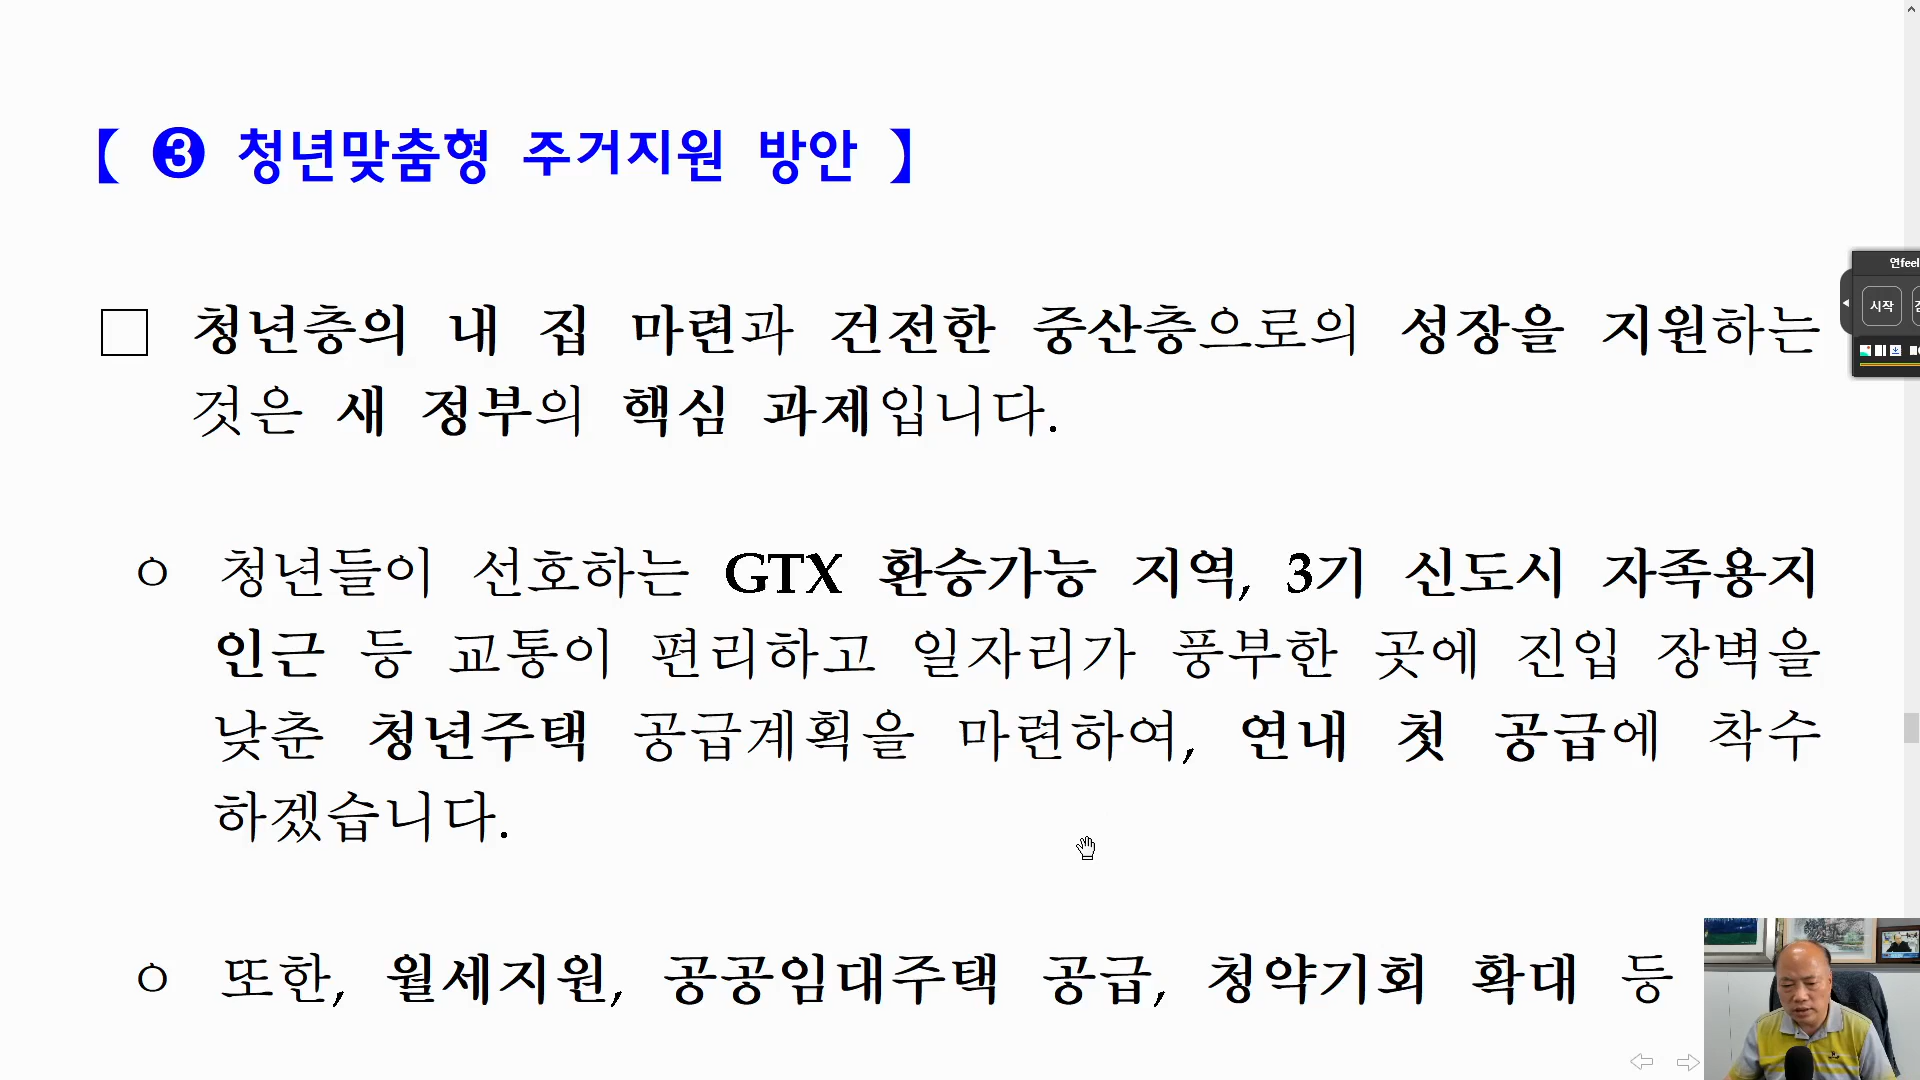 【 ❸ 청년맞춤형 주거지원 방안 】
연feel
시작
□ 청년층의 내 집 마련과 건전한 중산층으로의 성장을 지원하는
것은 새 정부의 핵심 과제입니다.
ㅇ 청년들이 선호하는 GTX 환승가능 지역, 3기 신도시 자족용지
인근 등 교통이 편리하고 일자리가 풍부한 곳에 진입 장벽을
낮춘 청년주택 공급계획을 마련하여, 연내 첫 공급에 착수
하겠습니다.
ㅇ 또한, 월세지원, 공공임대주택 공급, 청약기회 확대 등